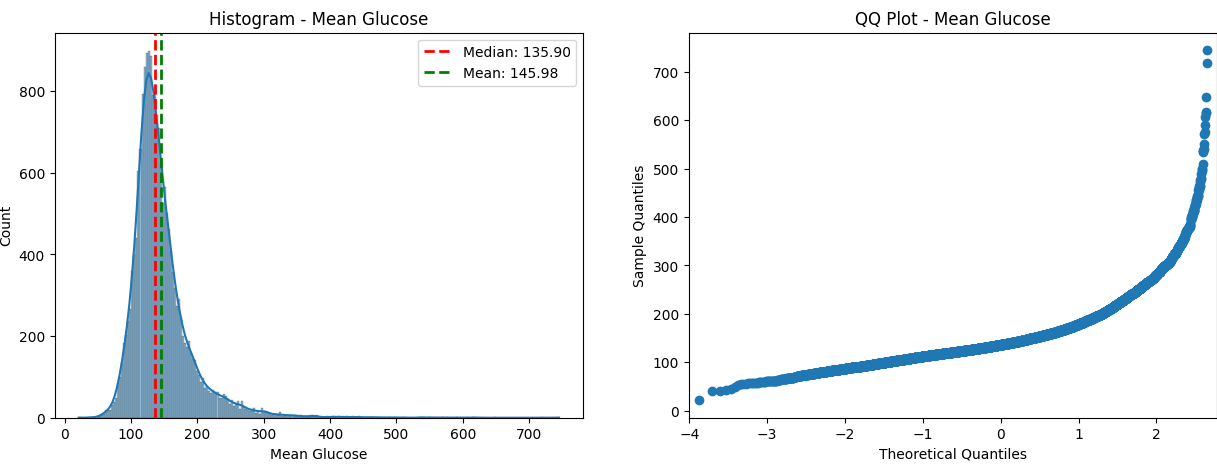 Histogram - Mean Glucose
Median: 135.90
Mean: 145.98
800
600
400
200
0
Count
0 100 200 300 400 500 600 700
Mean Glucose
QQ Plot - Mean Glucose
700
600
500
400
300
200
100
0
Sample Quantiles
−4 −3 −2 −1 0 1 2
Theoretical Quantiles